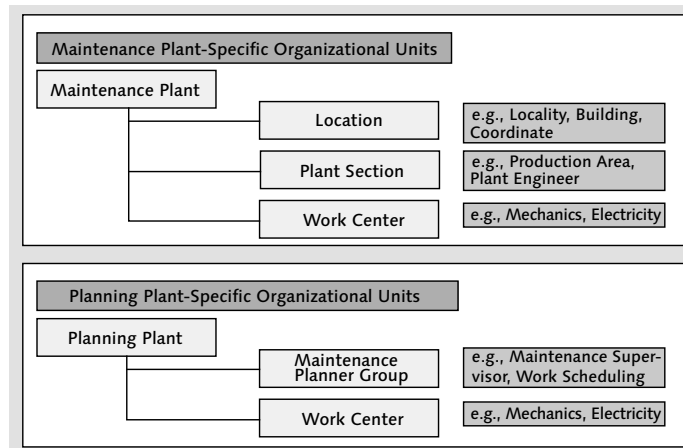 Maintenance Plant-Specific Organizational Units
Maintenance Plant
Location
e.g., Locality, Building,
Coordinate
Plant Section
e.g., Production Area,
Plant Engineer
Work Center
e.g., Mechanics, Electricity
Planning Plant-Specific Organizational Units
Planning Plant
Maintenance
Planner Group
e.g., Maintenance Super-
visor, Work Scheduling
Work Center
e.g., Mechanics, Electricity